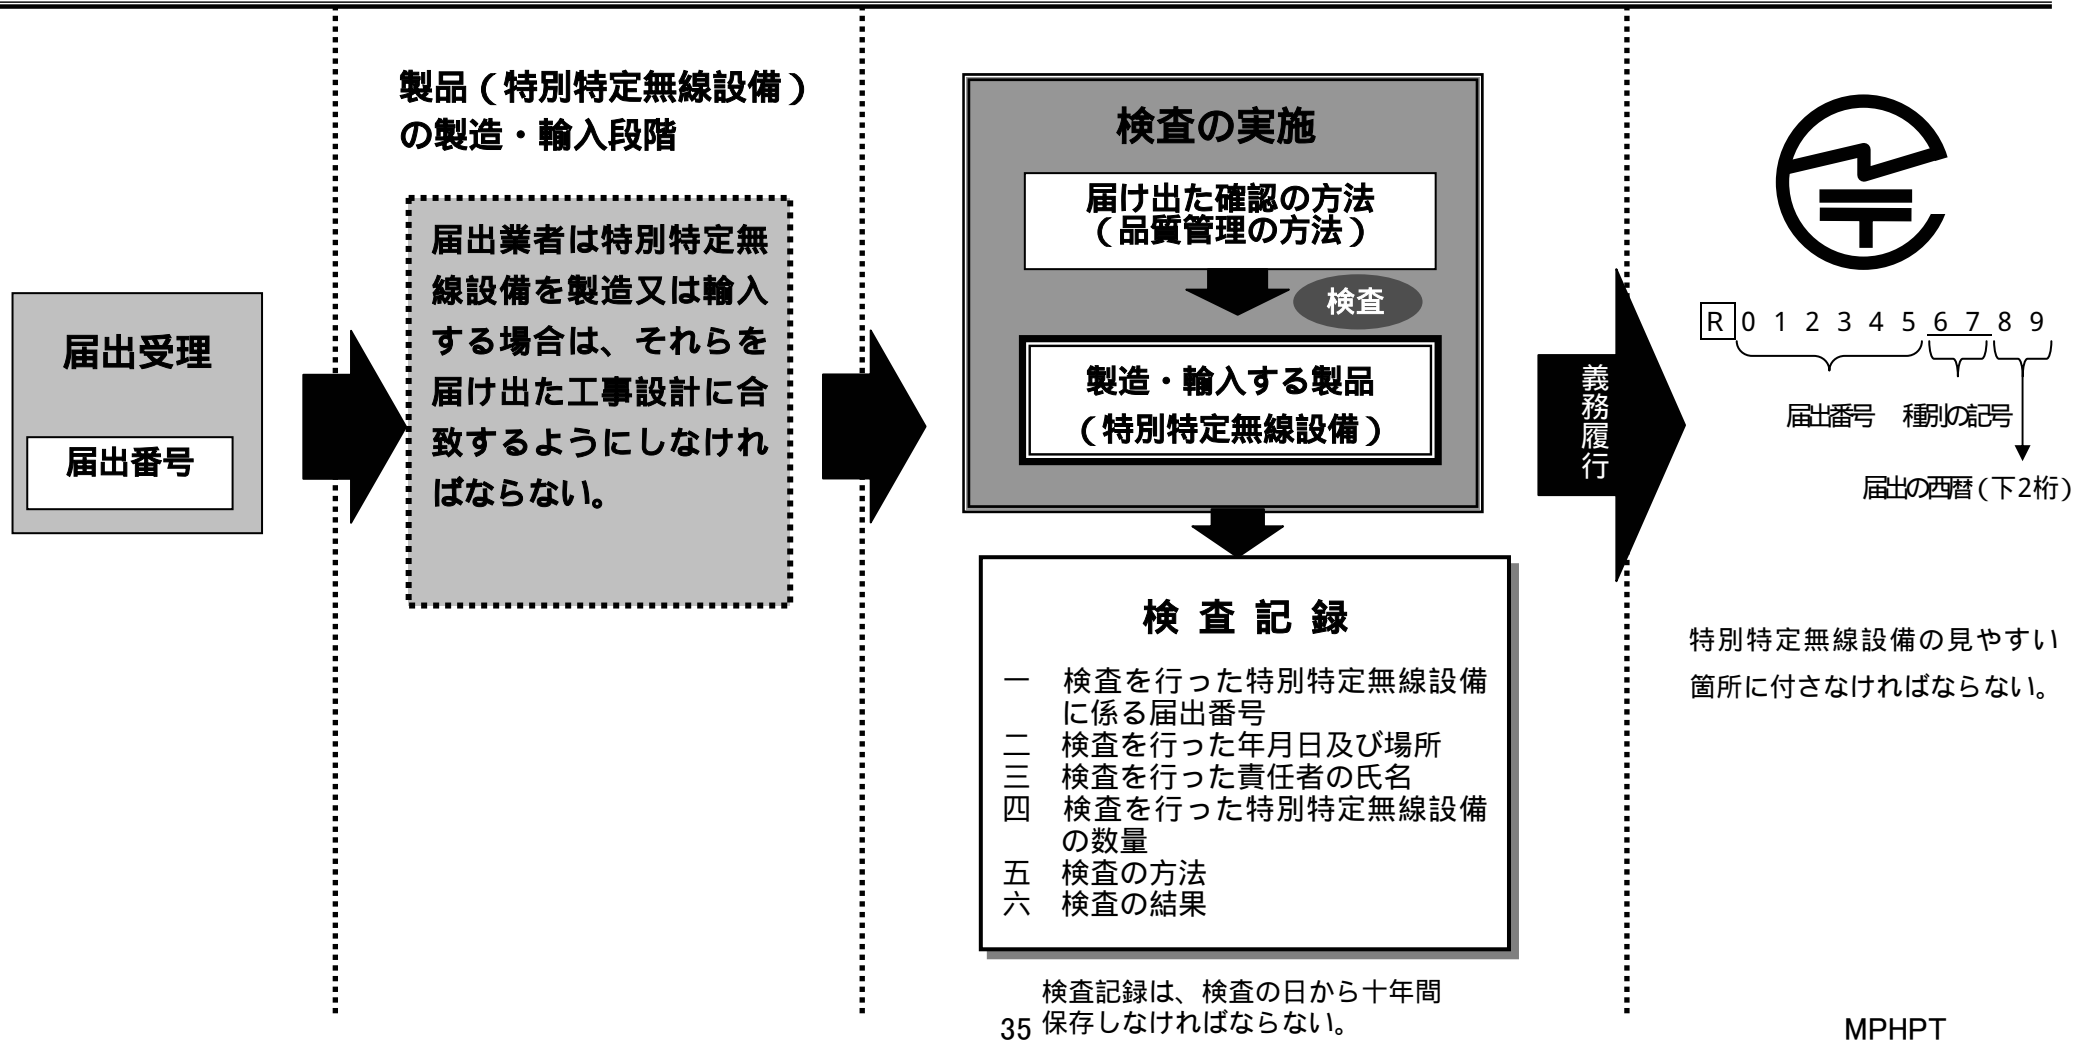 届出受理
届出番号
製品（特別特定無線設備）
の製造・輸入段階
届出業者は特別特定無
線設備を製造又は輸入
する場合は、それらを
届け出た工事設計に合
致するようにしなけれ
ばならない。
検査の実施
届け出た確認の方法
（品質管理の方法）
検査
製造・輸入する製品
（特別特定無線設備）
検 査 記 録
一 検査を行った特別特定無線設備
に係る届出番号
二 検査を行った年月日及び場所
三 検査を行った責任者の氏名
四 検査を行った特別特定無線設備
の数量
五 検査の方法
六 検査の結果
検査記録は、検査の日から十年間
保存しなければならない。
義務履行
R 0 1 2 3 4 5 6 7 8 9
届出番号 種別の記号
届出の西暦（下2桁）
特別特定無線設備の見やすい
箇所に付さなければならない。
35
MPHPT